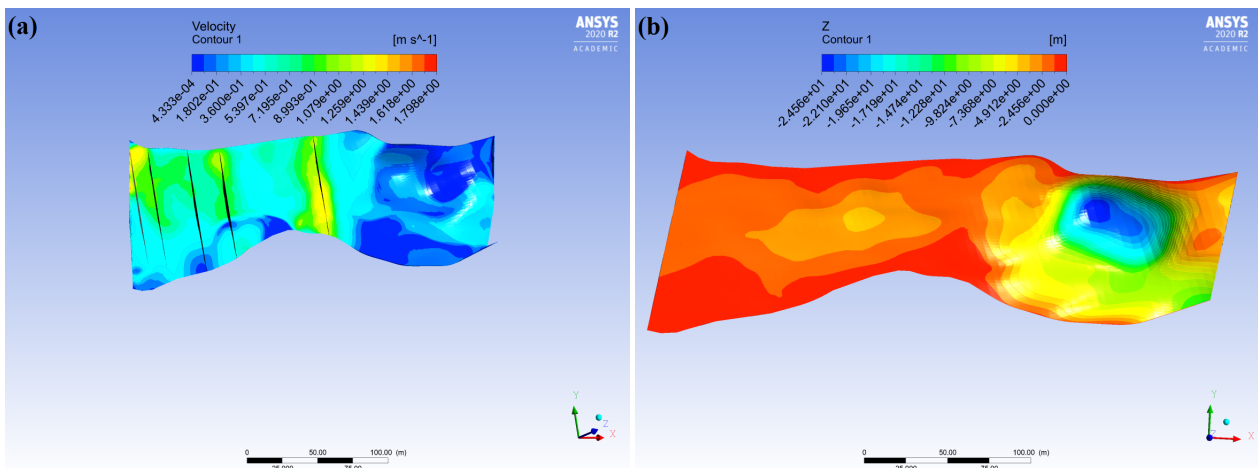 (a)
Velocity
Contour 1
[m s^-1]
4.333e-04
1.802e-01
3.600e-01
5.397e-01
7.195e-01
8.993e-01
1.079e+00
1.259e+00
1.439e+00
1.618e+00
1.798e+00
ANSYS
2020 R2
ACADEMIC
Y
Z
X
0 50.00 100.00 (m)
25.000 75.00
(b)
Z
Contour 1
[m]
-2.456e+01
-2.210e+01
-1.965e+01
-1.719e+01
-1.474e+01
-1.228e+01
-9.824e+00
-7.368e+00
-4.912e+00
-2.456e+00
0.000e+00
ANSYS
2020 R2
ACADEMIC
Y
Z
X
0 50.00 100.00 (m)
25.000 75.00